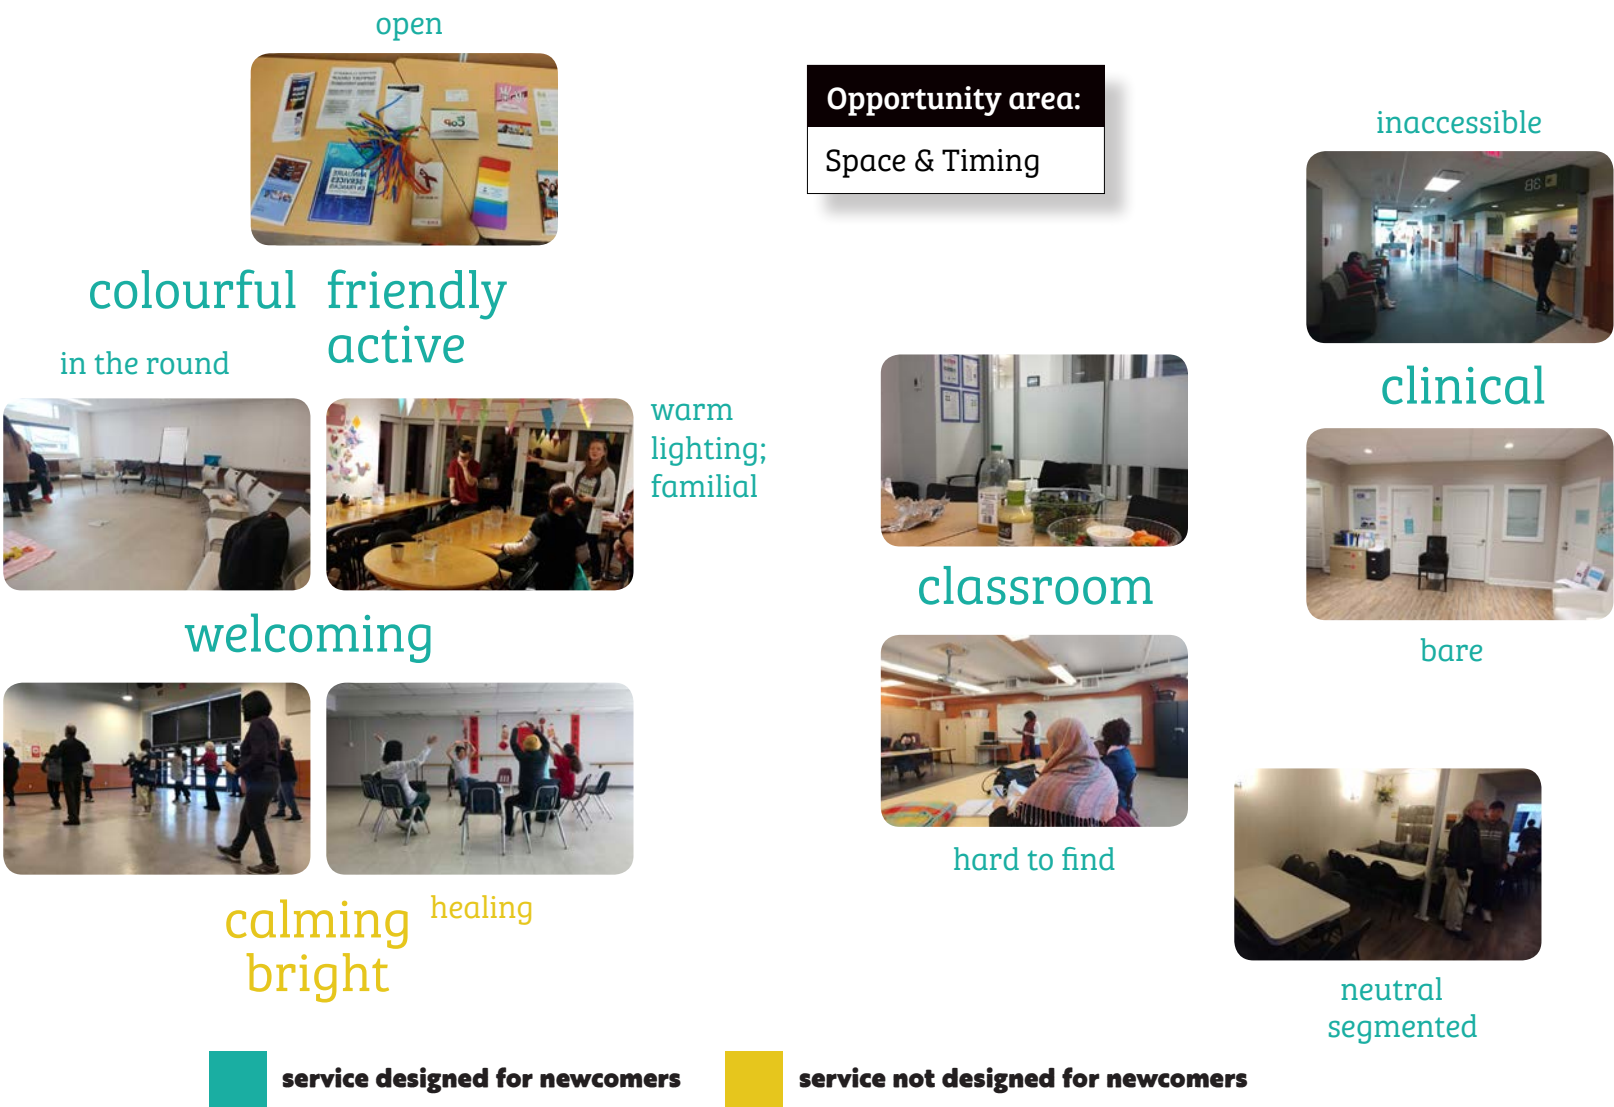 open
Opportunity area:
Space & Timing
inaccessible
colourful friendly
active
in the round
warm
lighting;
familial
clinical
classroom
welcoming
bare
hard to find
calming healing
bright
neutral
segmented
service designed for newcomers
service not designed for newcomers